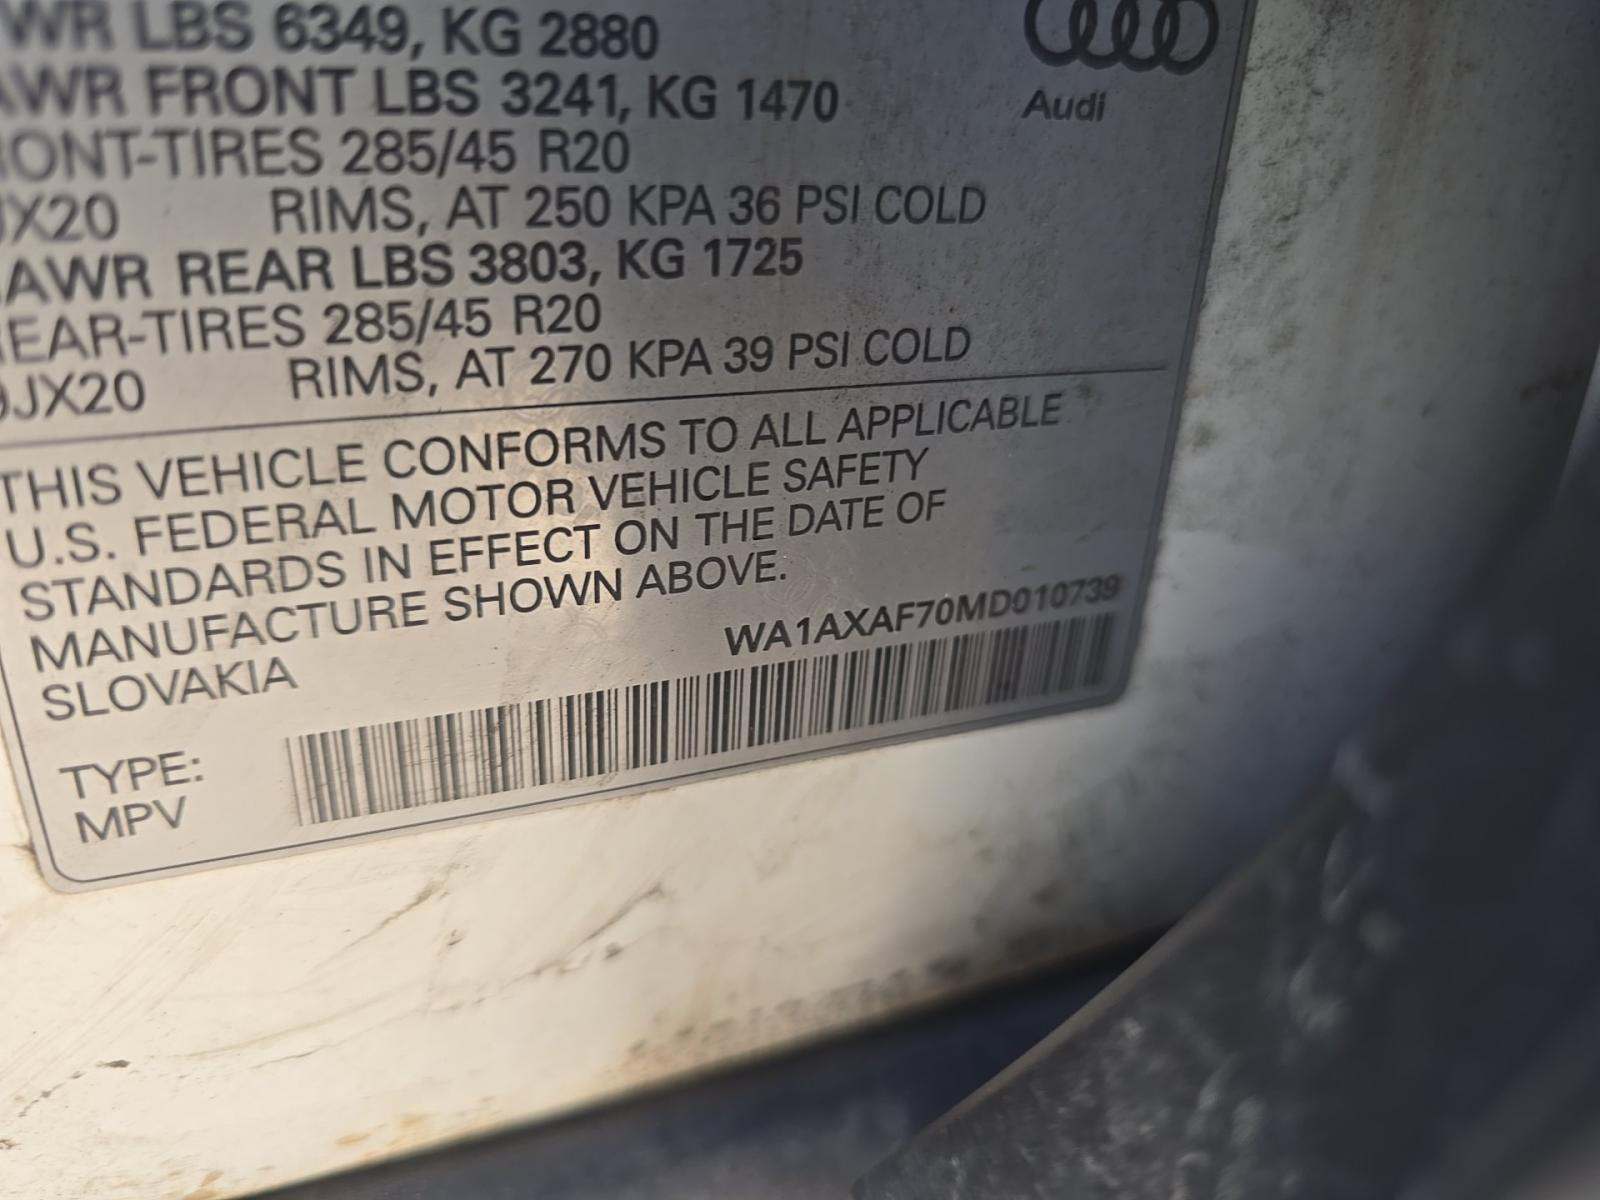 WR LBS 6349, KG 2880
AWR FRONT LBS 3241, KG 1470
RONT-TIRES 285/45 R20
JX20 RIMS, AT 250 KPA 36 PSI COLD
AWR REAR LBS 3803, KG 1725
REAR-TIRES 285/45 R20
9JX20 RIMS, AT 270 KPA 39 PSI COLD
Audi
THIS VEHICLE CONFORMS TO ALL APPLICABLE
U.S. FEDERAL MOTOR VEHICLE SAFETY
STANDARDS IN EFFECT ON THE DATE OF
MANUFACTURE SHOWN ABOVE.
SLOVAKIA
WA1AXAF70MD010739
TYPE:
MPV